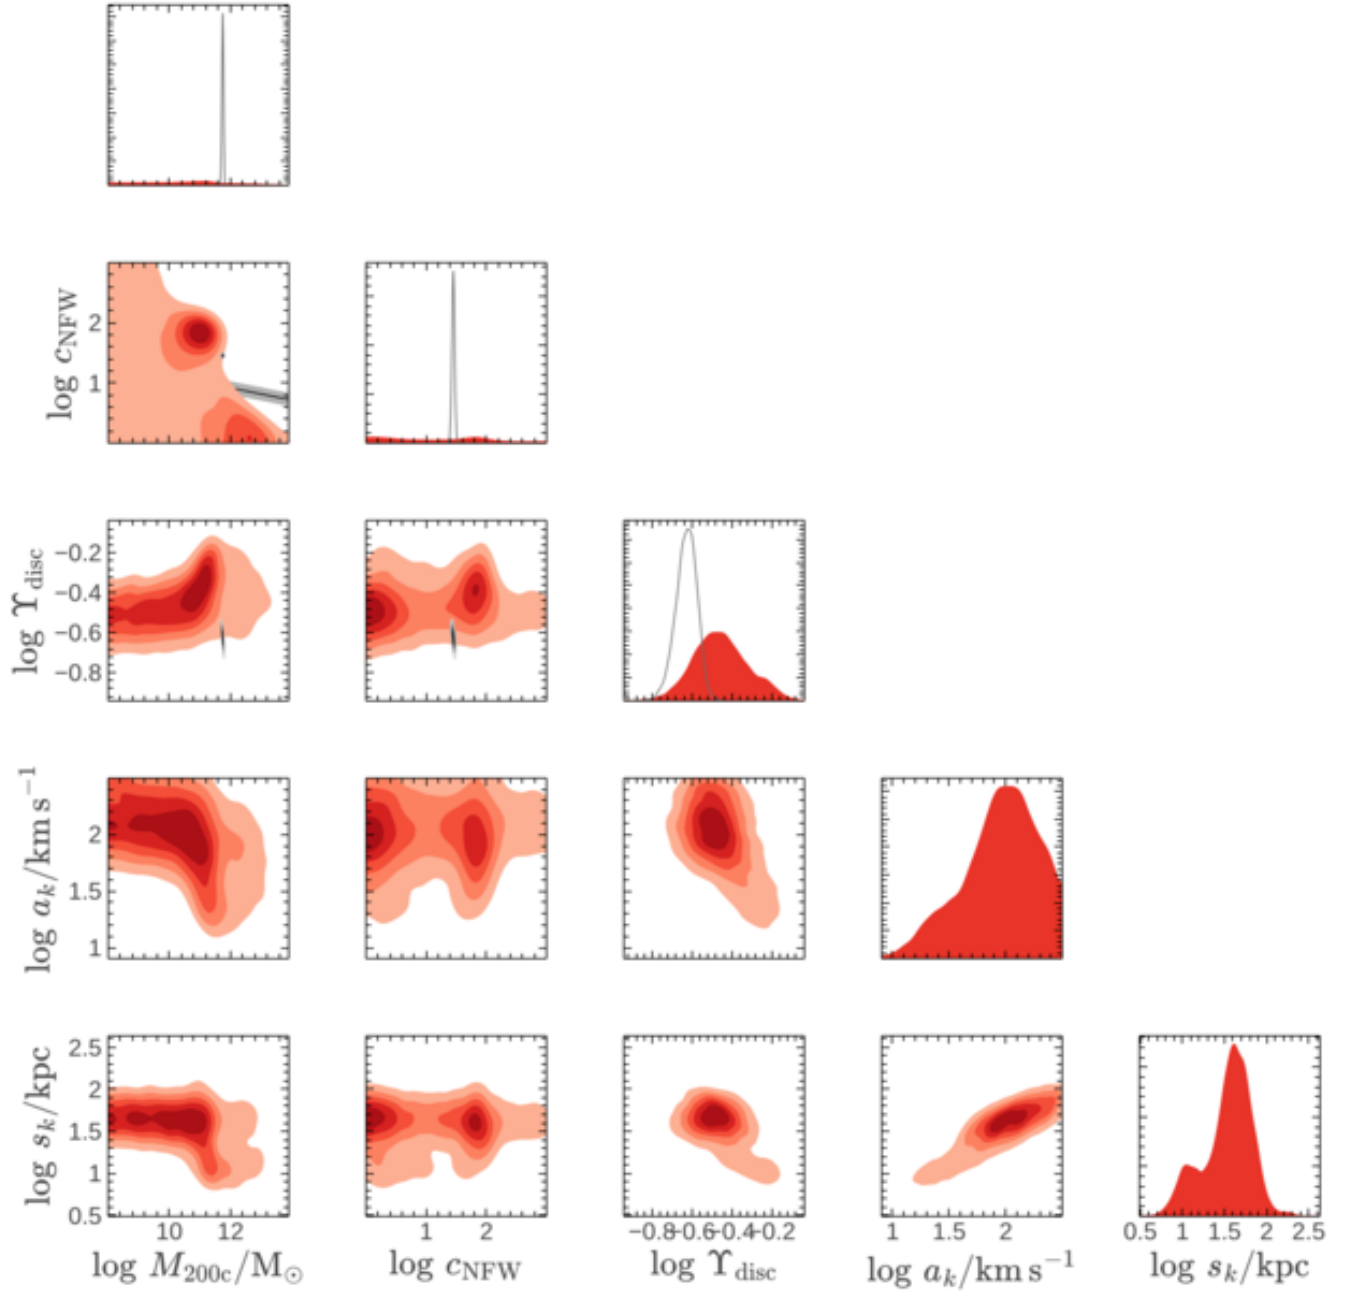 log c_NFW
2
1
log ϒ_disc
−0.2
−0.4
−0.6
−0.8
log a_k/km s⁻¹
2
1.5
1
log s_k/kpc
2.5
2
1.5
1
0.5
10 12
1 2
−0.8−0.6−0.4−0.2
1 1.5 2
0.5 1 1.5 2 2.5
log M_200c/M_⊙
log c_NFW
log ϒ_disc
log a_k/km s⁻¹
log s_k/kpc